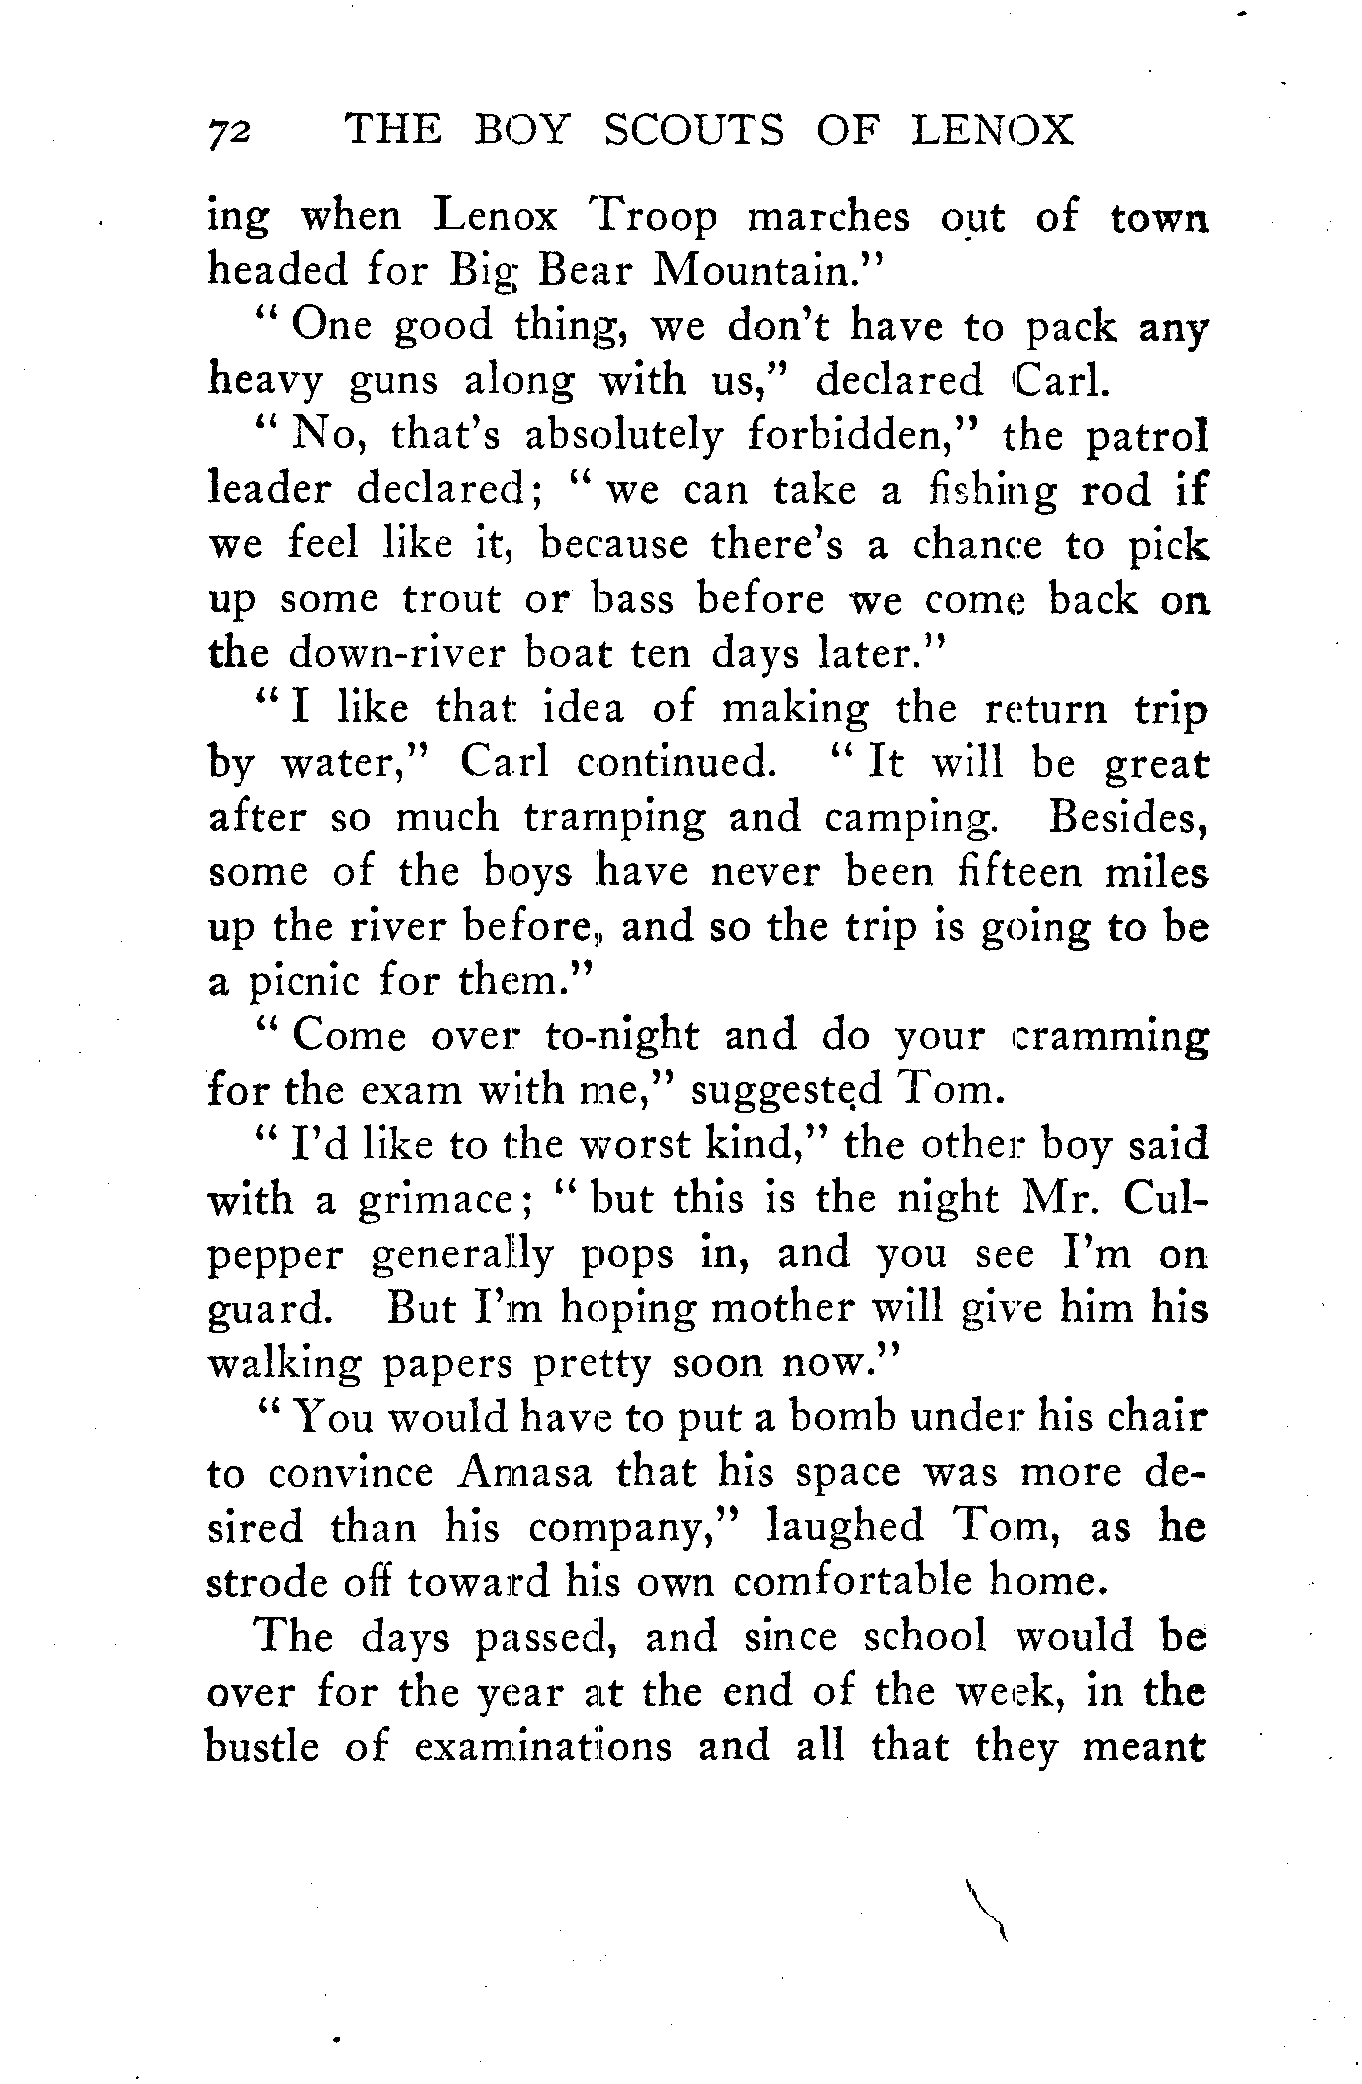 72 THE BOY SCOUTS OF LENOX
ing when Lenox Troop marches out of town
headed for Big Bear Mountain."
" One good thing, we don't have to pack any
heavy guns along with us," declared Carl.
" No, that's absolutely forbidden," the patrol
leader declared; " we can take a fishing rod if
we feel like it, because there's a chance to pick
up some trout or bass before we come back on
the down-river boat ten days later."
" I like that idea of making the return trip
by water," Carl continued. " It will be great
after so much tramping and camping. Besides,
some of the boys have never been fifteen miles
up the river before, and so the trip is going to be
a picnic for them."
" Come over to-night and do your cramming
for the exam with me," suggested Tom.
" I'd like to the worst kind," the other boy said
with a grimace; " but this is the night Mr. Cul-
pepper generally pops in, and you see I'm on
guard. But I'm hoping mother will give him his
walking papers pretty soon now."
" You would have to put a bomb under his chair
to convince Amasa that his space was more de-
sired than his company," laughed Tom, as he
strode off toward his own comfortable home.
The days passed, and since school would be
over for the year at the end of the week, in the
bustle of examinations and all that they meant